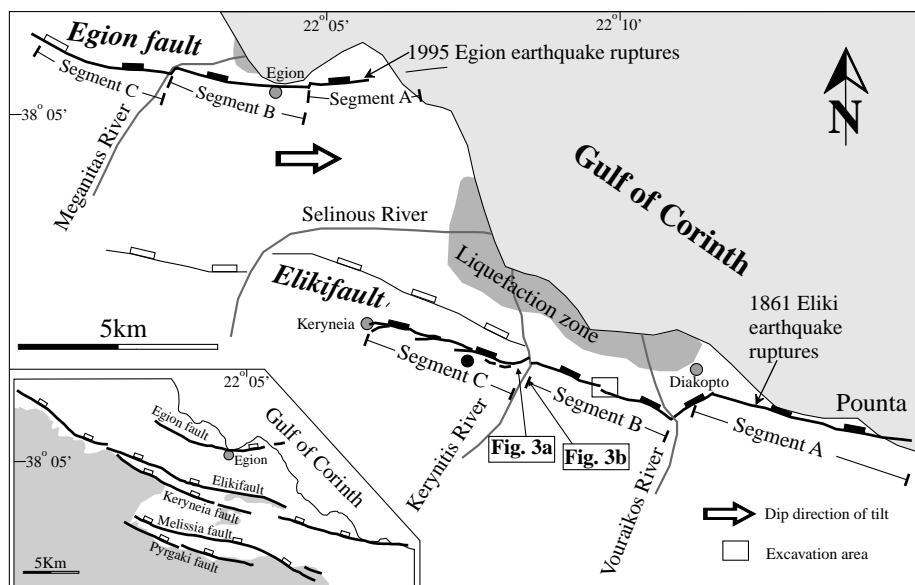 22° 05'
22° 10'
Egion fault
1995 Egion earthquake ruptures
Egion
Segment C
Segment B
Segment A
38° 05'
N
Meganitas River
Gulf of Corinth
Selinous River
Liquefaction zone
Elikifault
1861 Eliki
earthquake
ruptures
5km
Keryneia
Diakopto
Pounta
Segment C
Segment B
Segment A
Fig. 3a
Fig. 3b
Kerynitis River
Vouraikos River
Dip direction of tilt
Excavation area
22° 05'
Egion fault
Gulf of Corinth
Egion
38° 05'
Elikifault
Keryneia fault
Melissia fault
Pyrgaki fault
5Km